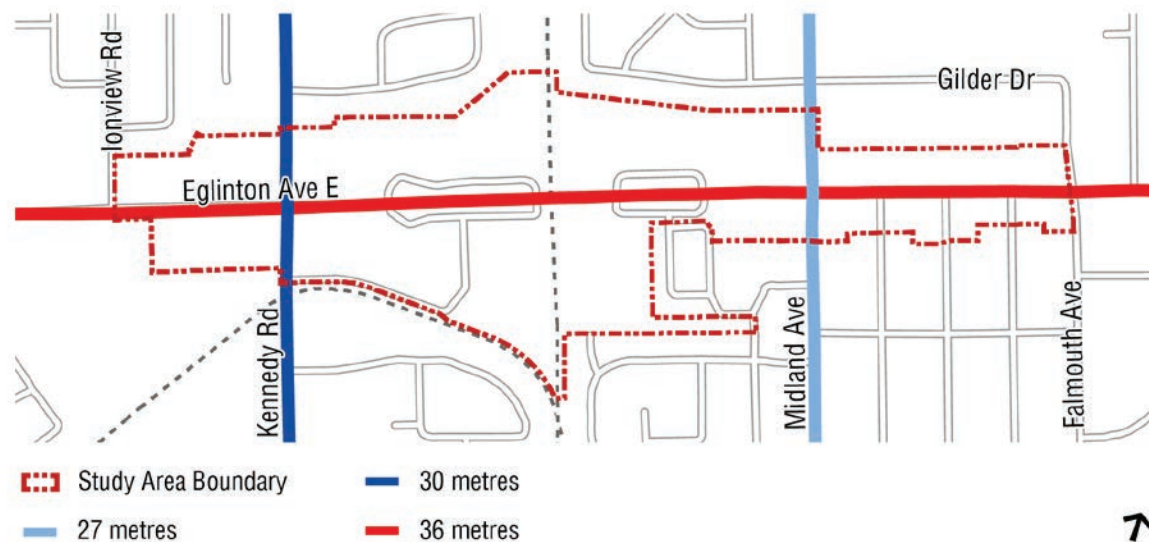 Ionview Rd
Gilder Dr
Eglinton Ave E
Kennedy Rd
Midland Ave
Falmouth Ave
Study Area Boundary
30 metres
27 metres
36 metres